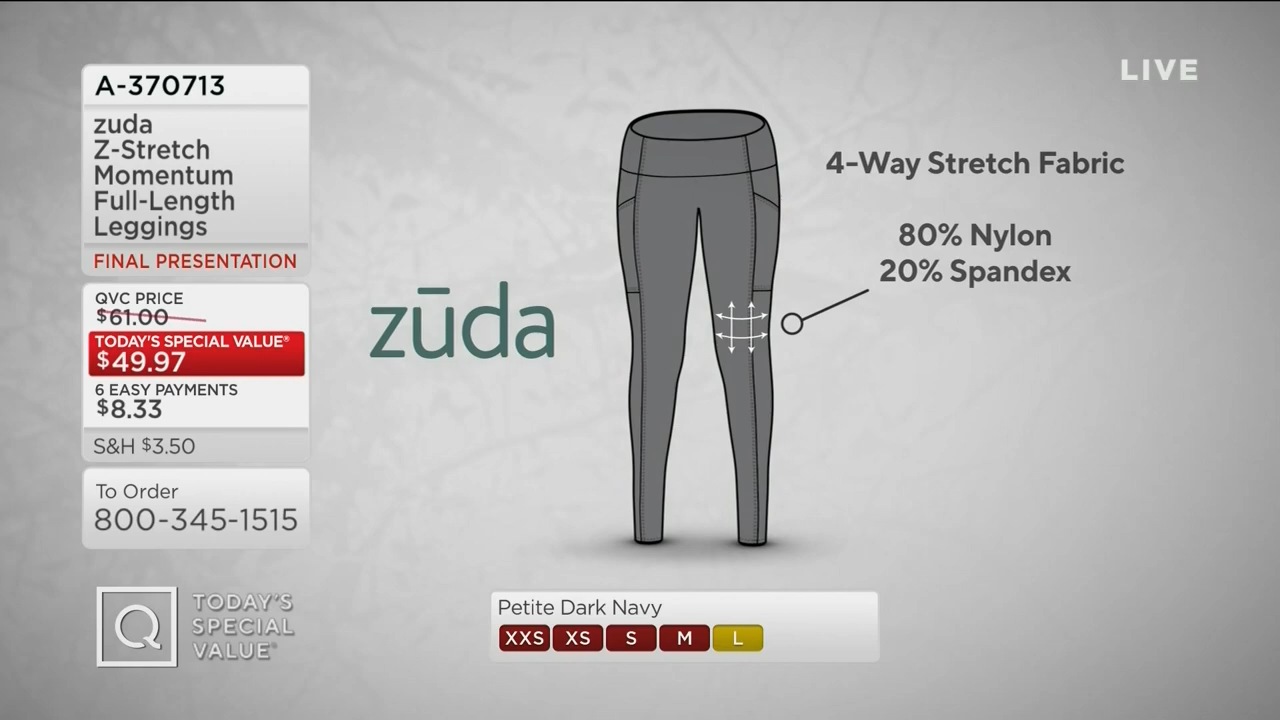 A-370713
zuda
Z-Stretch
Momentum
Full-Length
Leggings
FINAL PRESENTATION
QVC PRICE
$61.00
TODAY'S SPECIAL VALUE®
$49.97
6 EASY PAYMENTS
$8.33
S&H $3.50
To Order
800-345-1515
Q
TODAY'S
SPECIAL
VALUE®
zūda
LIVE
4-Way Stretch Fabric
80% Nylon
20% Spandex
Petite Dark Navy
XXS XS S M L